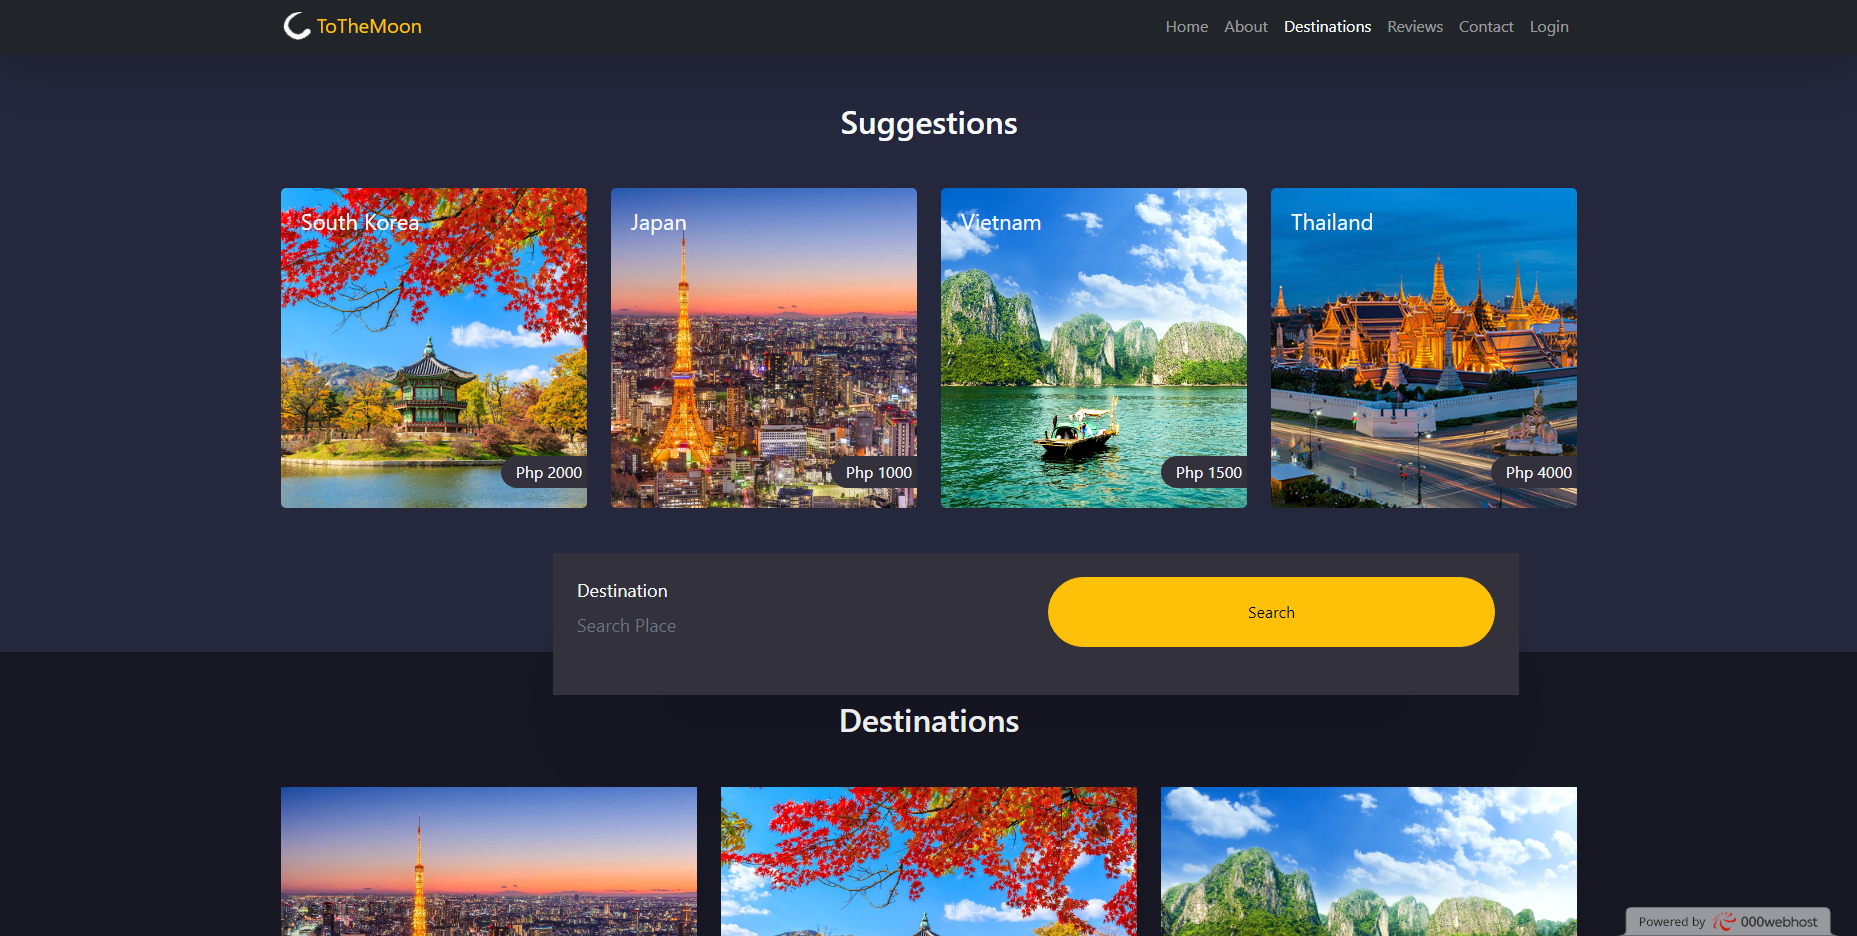 ToTheMoon
Home About Destinations Reviews Contact Login
Suggestions
South Korea
Php 2000
Japan
Php 1000
Vietnam
Php 1500
Thailand
Php 4000
Destination
Search Place
Search
Destinations
Powered by 000webhost